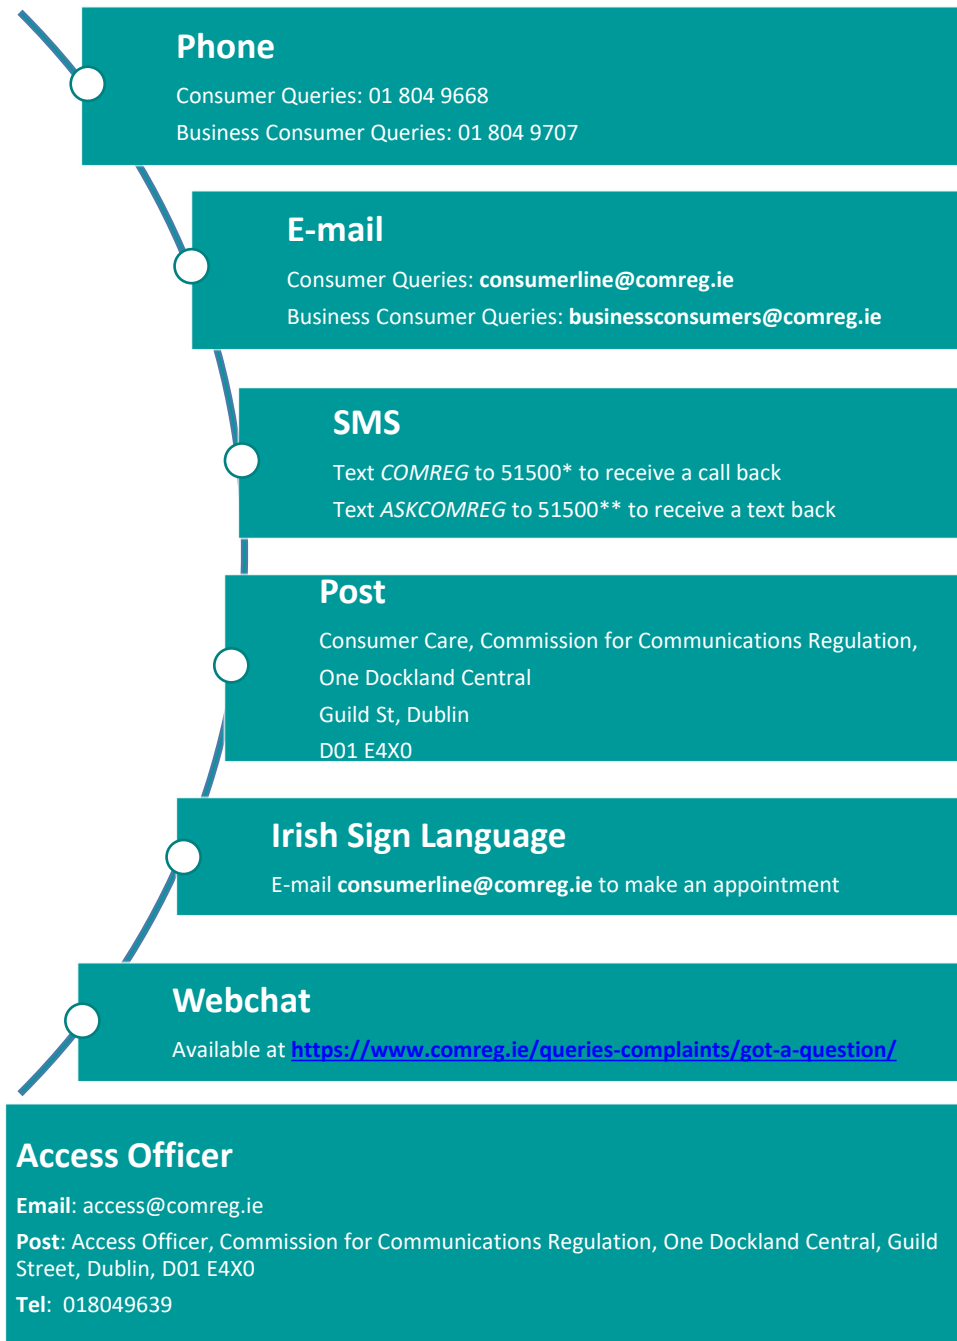 Phone
Consumer Queries: 01 804 9668
Business Consumer Queries: 01 804 9707
E-mail
Consumer Queries: consumerline@comreg.ie
Business Consumer Queries: businessconsumers@comreg.ie
SMS
Text COMREG to 51500* to receive a call back
Text ASKCOMREG to 51500** to receive a text back
Post
Consumer Care, Commission for Communications Regulation,
One Dockland Central
Guild St, Dublin
D01 E4X0
Irish Sign Language
E-mail consumerline@comreg.ie to make an appointment
Webchat
Available at https://www.comreg.ie/queries-complaints/got-a-question/
Access Officer
Email: access@comreg.ie
Post: Access Officer, Commission for Communications Regulation, One Dockland Central, Guild
Street, Dublin, D01 E4X0
Tel: 018049639